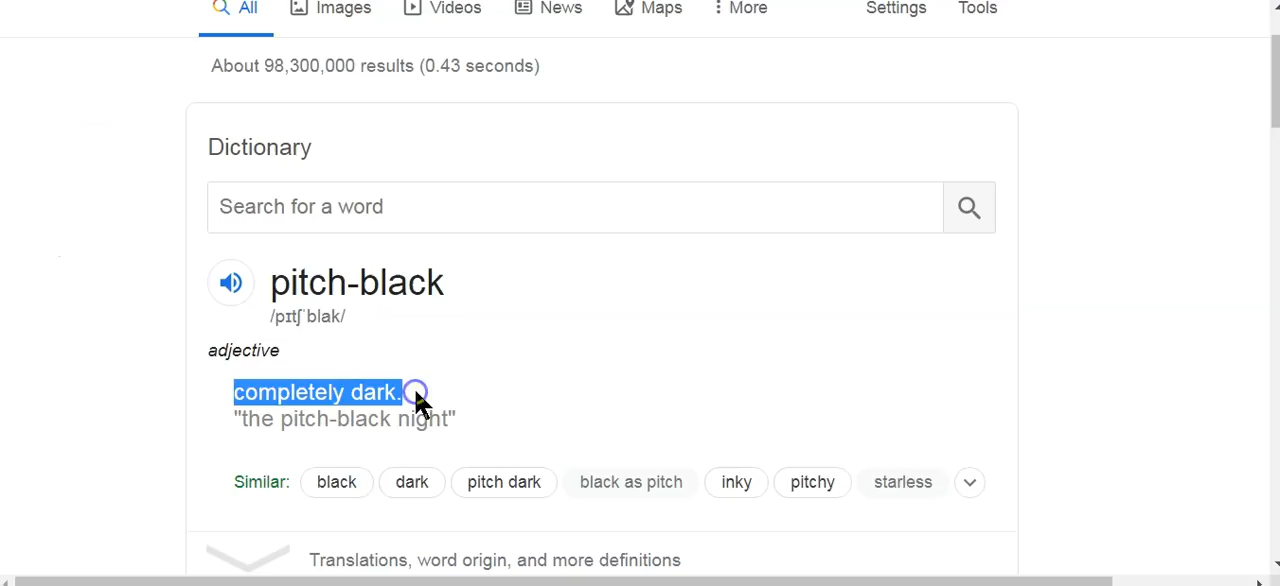 All Images Videos News Maps More Settings Tools
About 98,300,000 results (0.43 seconds)
Dictionary
Search for a word
pitch-black
/pɪtʃˈblak/
adjective
completely dark.
"the pitch-black night"
Similar: black dark pitch dark black as pitch inky pitchy starless
Translations, word origin, and more definitions